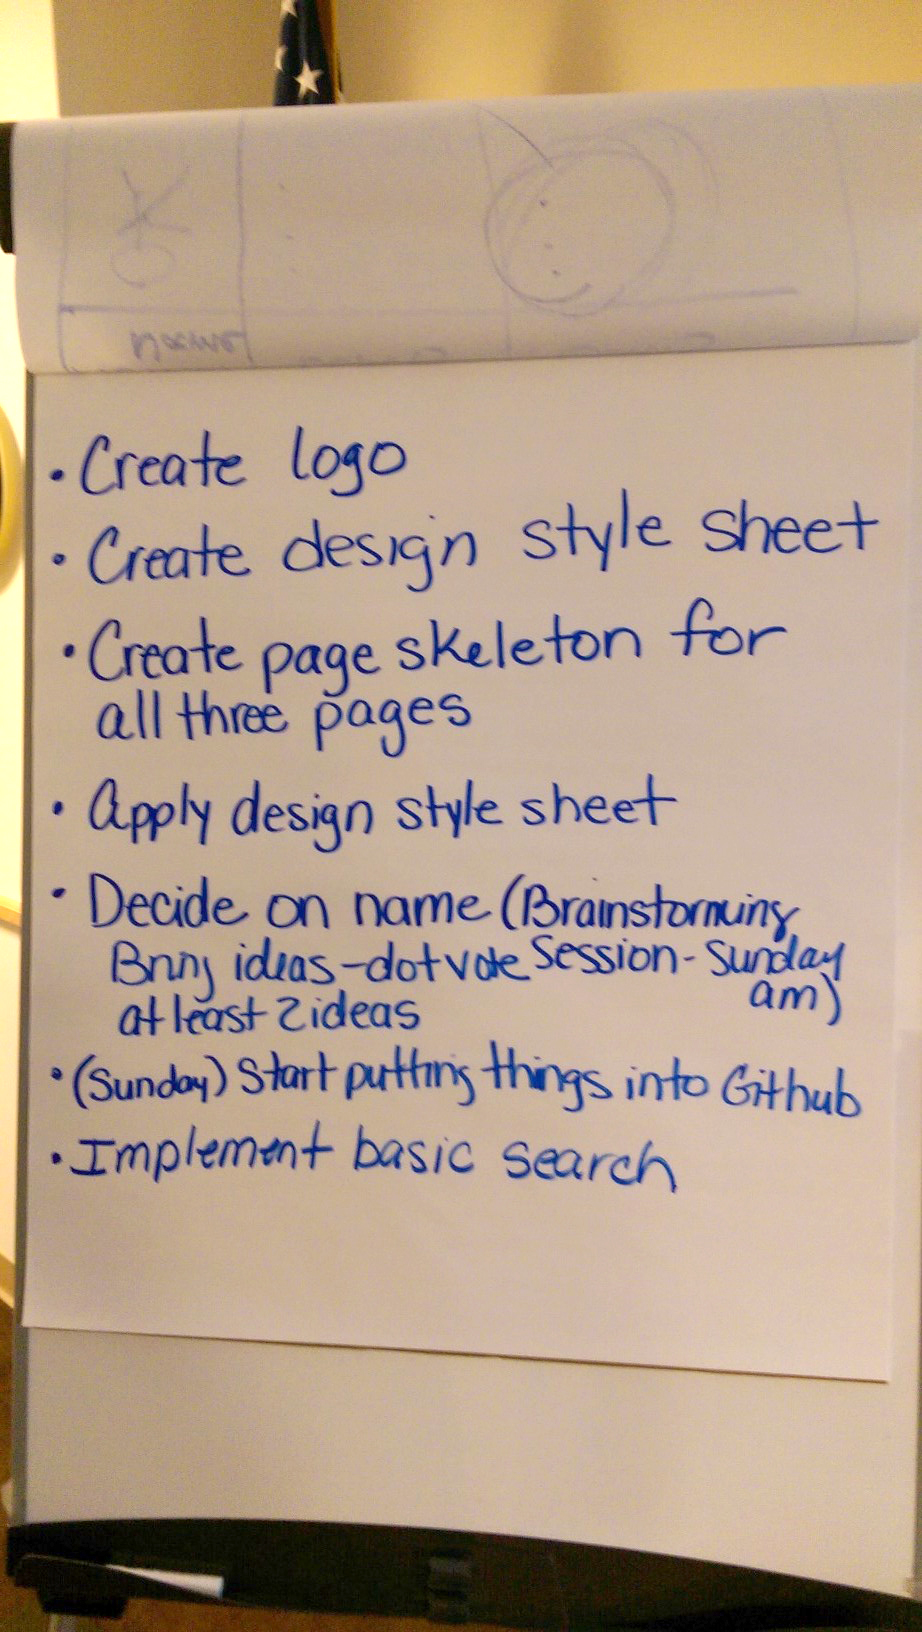 • Create logo
• Create design style sheet
• Create page skeleton for
all three pages
• Apply design style sheet
• Decide on name (Brainstorming
Bring ideas - dot vote Session - Sunday
at least 2 ideas am)
• (Sunday) Start putting things into Github
• Implement basic search